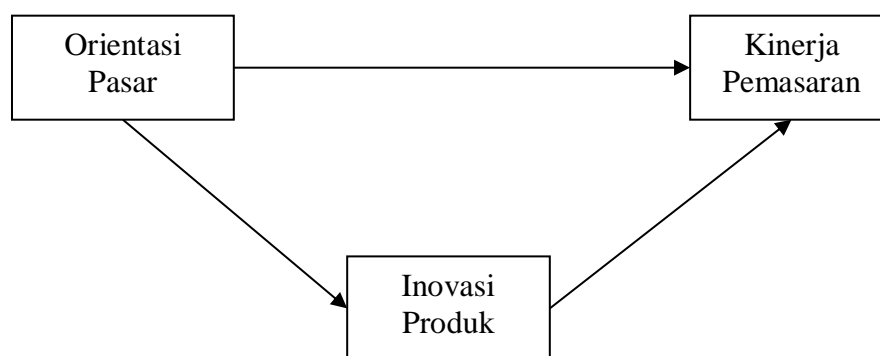 Orientasi
Pasar
Kinerja
Pemasaran
Inovasi
Produk